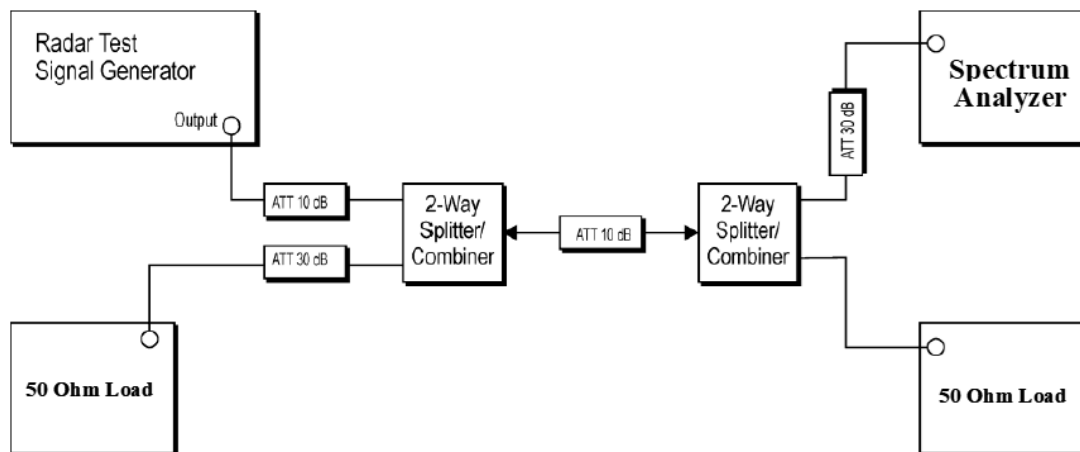 Radar Test
Signal Generator
Output
ATT 10 dB
ATT 30 dB
2-Way
Splitter/
Combiner
ATT 10 dB
2-Way
Splitter/
Combiner
ATT 30 dB
Spectrum
Analyzer
50 Ohm Load
50 Ohm Load